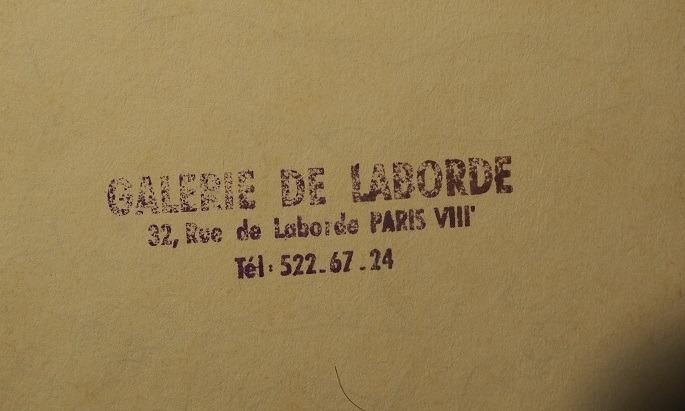 GALERIE DE LABORDE
32, Rue de Laborde PARIS VIII'
Tél: 522.67.24